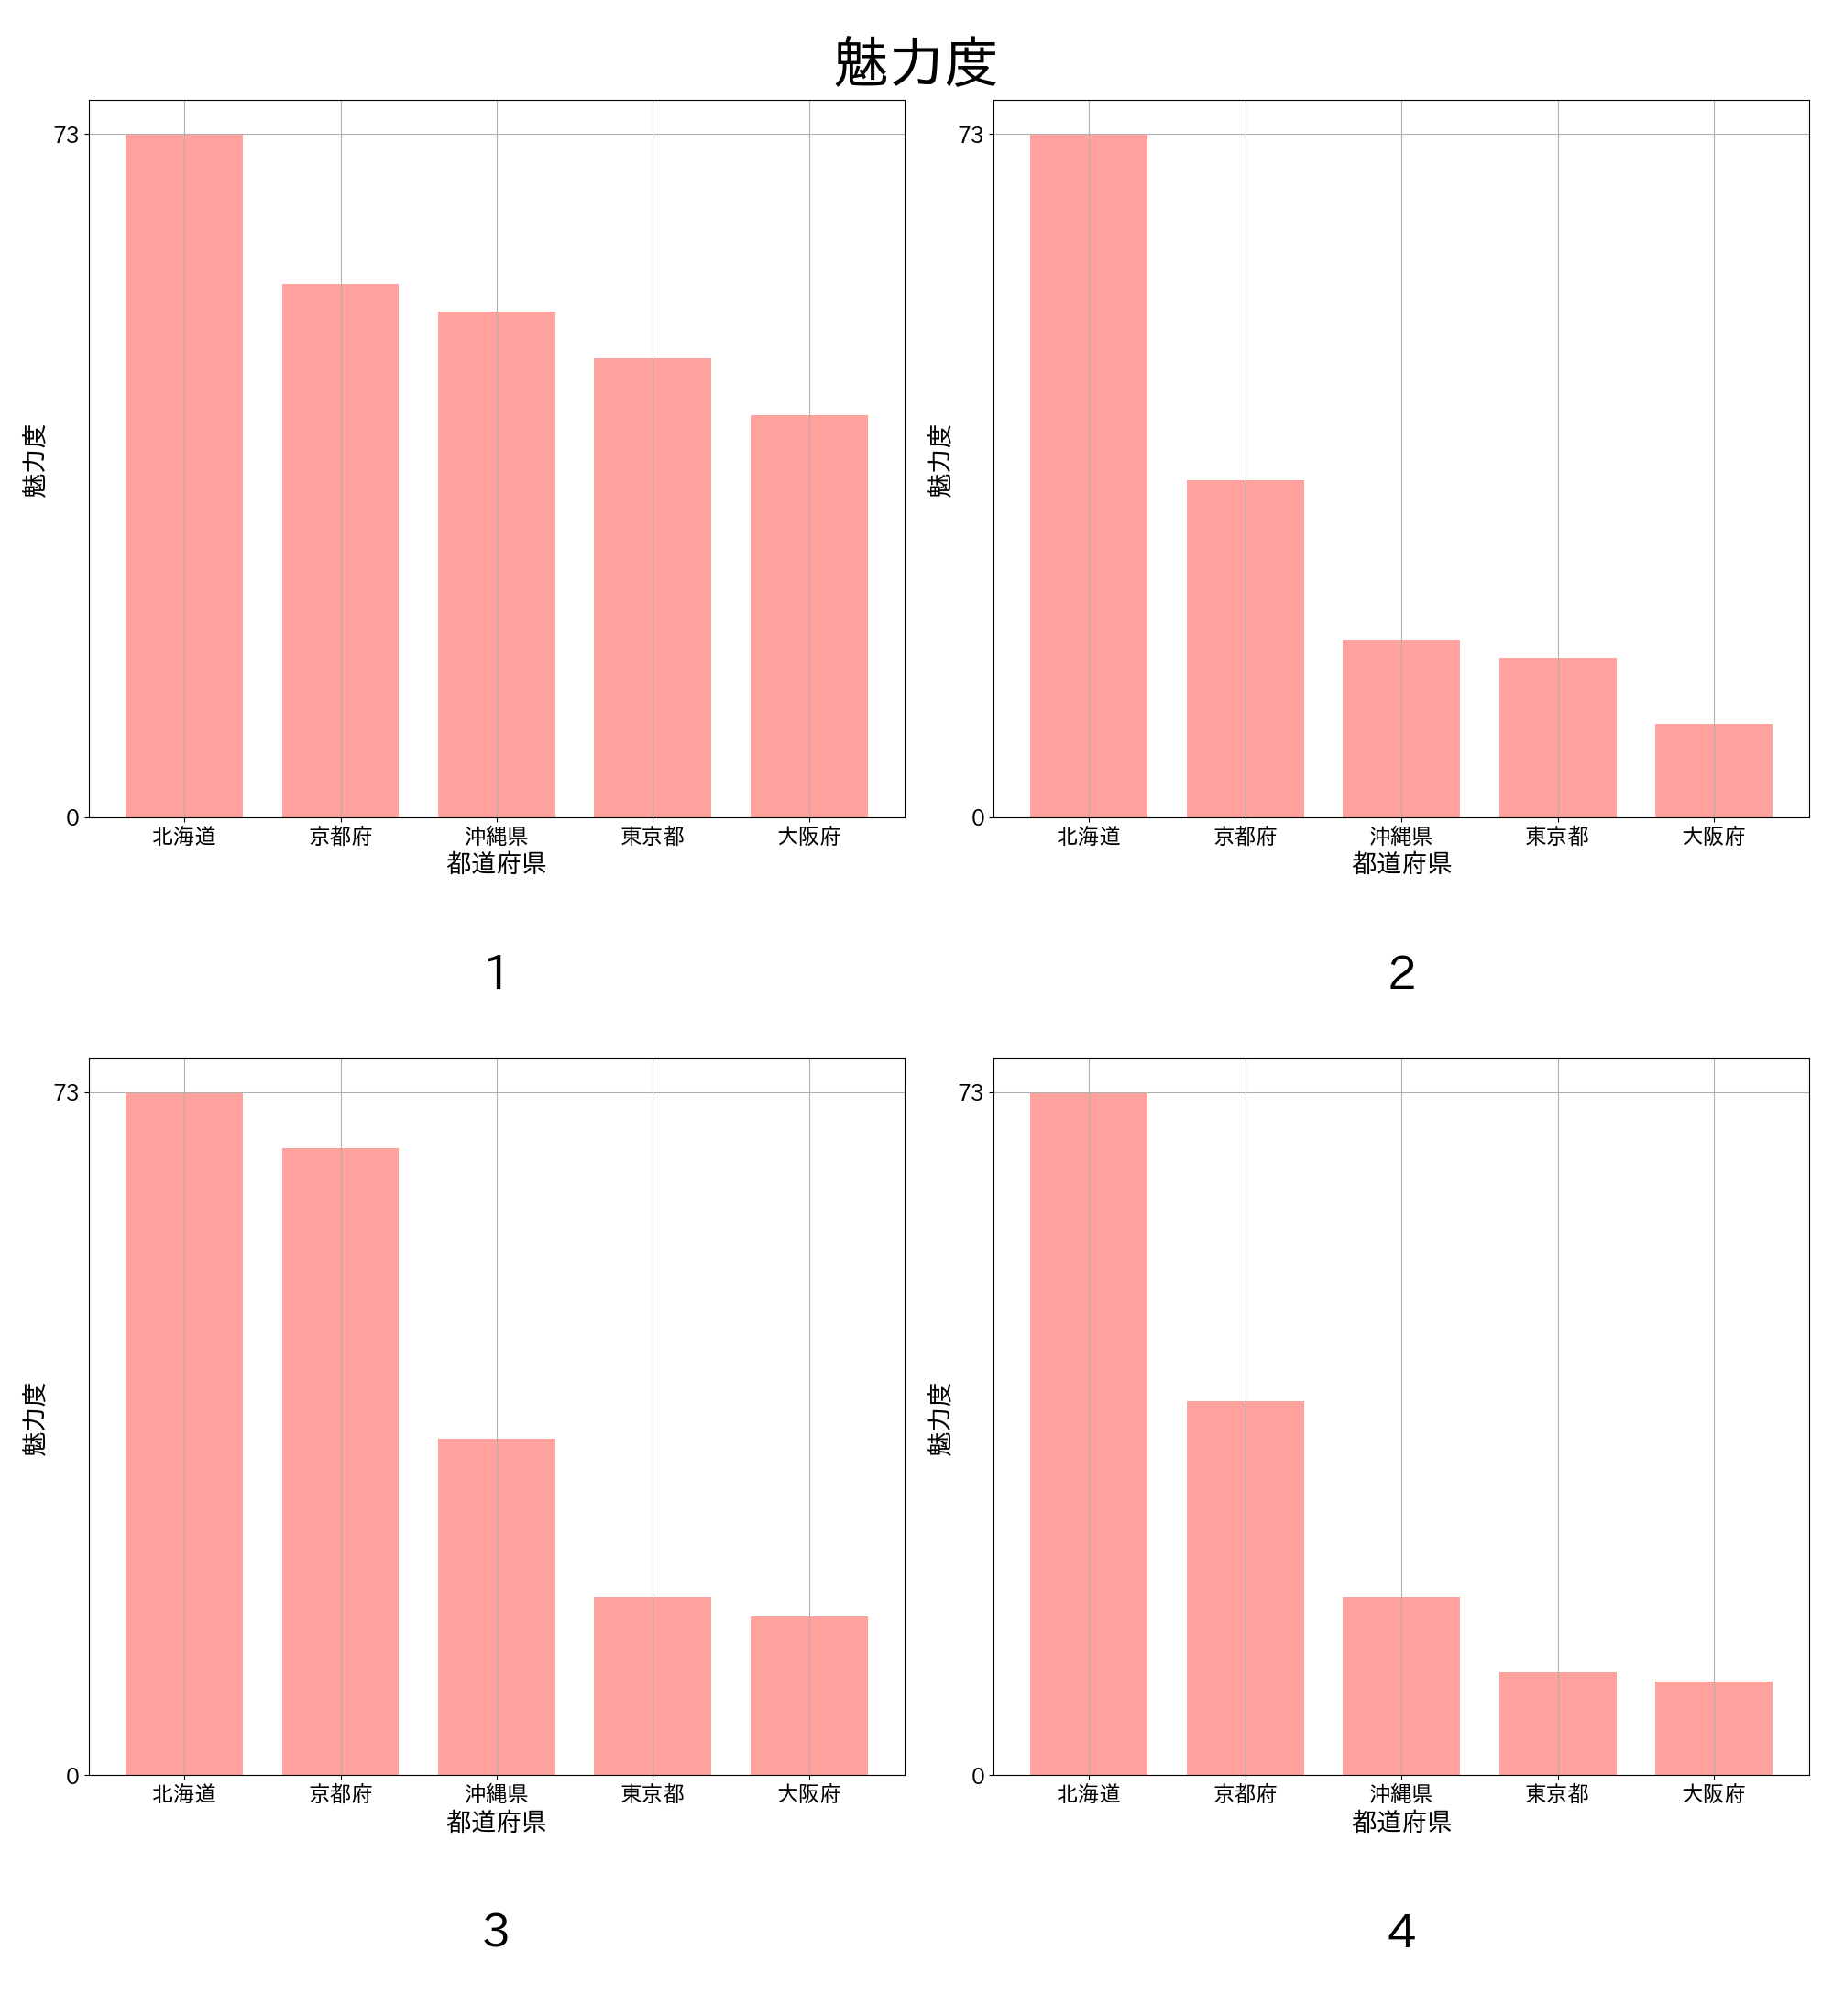 魅力度
73
0
魅力度
北海道 京都府 沖縄県 東京都 大阪府
都道府県
1
73
0
魅力度
北海道 京都府 沖縄県 東京都 大阪府
都道府県
2
73
0
魅力度
北海道 京都府 沖縄県 東京都 大阪府
都道府県
3
73
0
魅力度
北海道 京都府 沖縄県 東京都 大阪府
都道府県
4